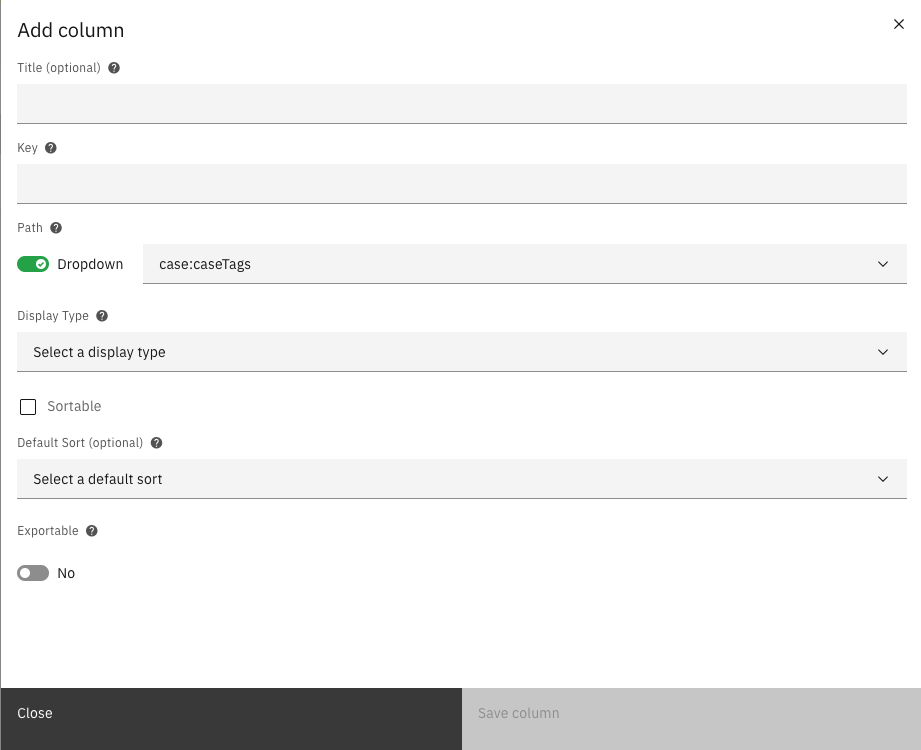 Add column
Title (optional)
Key
Path
Dropdown
case:caseTags
Display Type
Select a display type
Sortable
Default Sort (optional)
Select a default sort
Exportable
No
Close
Save column